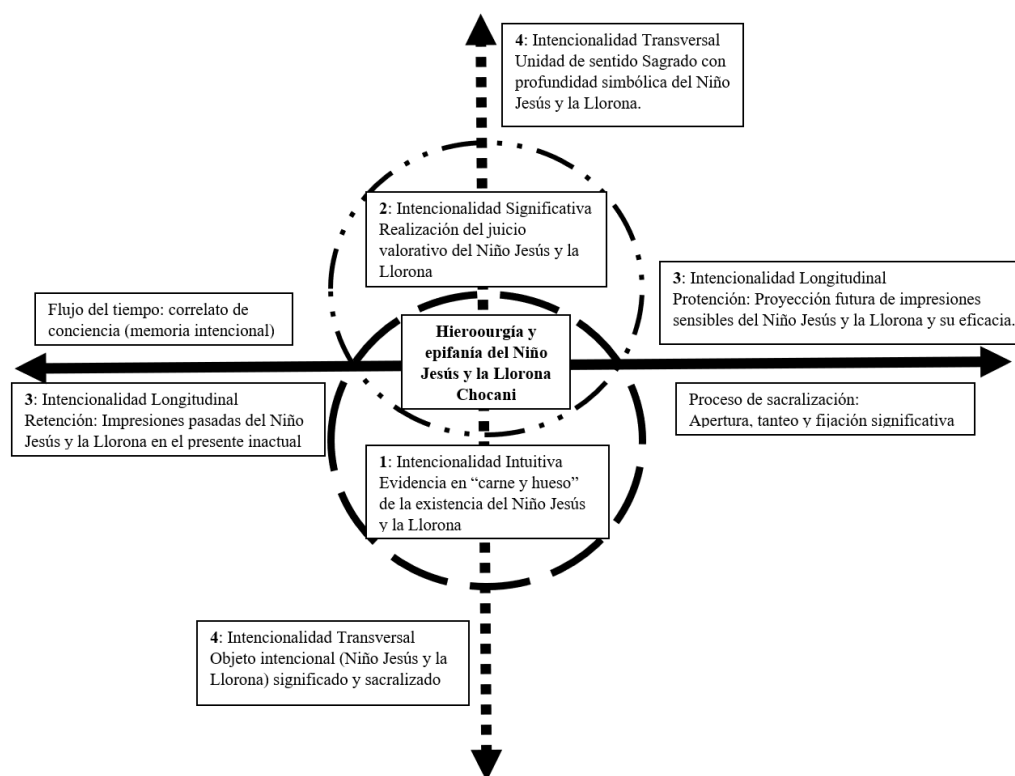 4: Intencionalidad Transversal
Unidad de sentido Sagrado con
profundidad simbólica del Niño
Jesús y la Llorona.
2: Intencionalidad Significativa
Realización del juicio
valorativo del Niño Jesús y la
Llorona
Flujo del tiempo: correlato de
conciencia (memoria intencional)
3: Intencionalidad Longitudinal
Protención: Proyección futura de impresiones
sensibles del Niño Jesús y la Llorona y su eficacia.
Hieroourgía y
epifanía del Niño
Jesús y la Llorona
Chocani
3: Intencionalidad Longitudinal
Retención: Impresiones pasadas del Niño
Jesús y la Llorona en el presente inactual
Proceso de sacralización:
Apertura, tanteo y fijación significativa
1: Intencionalidad Intuitiva
Evidencia en “carne y hueso”
de la existencia del Niño Jesús
y la Llorona
4: Intencionalidad Transversal
Objeto intencional (Niño Jesús y la
Llorona) significado y sacralizado